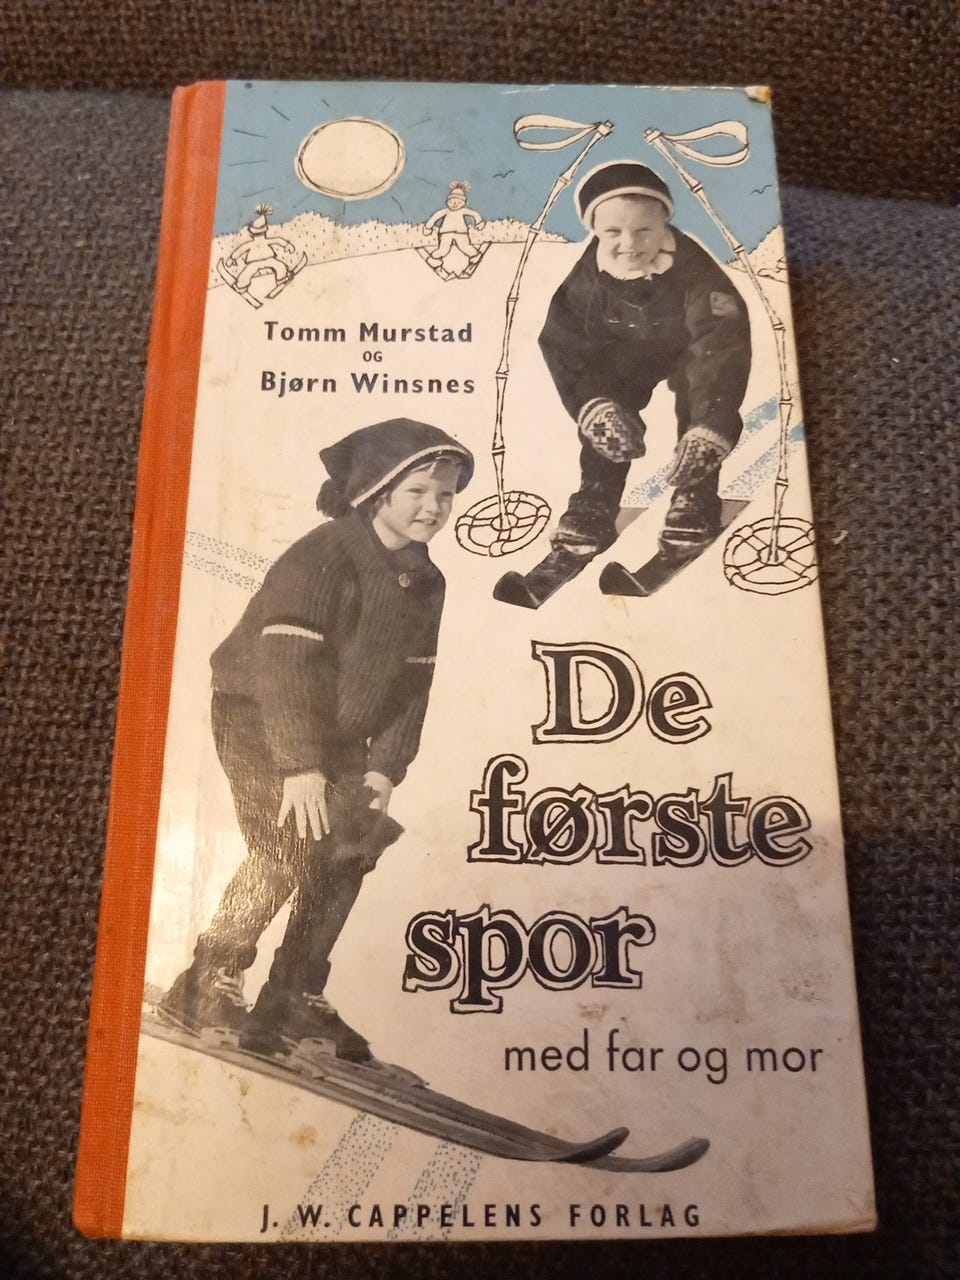 Tomm Murstad
OG
Bjørn Winsnes
De
første
spor
med far og mor
J. W. CAPPELENS FORLAG